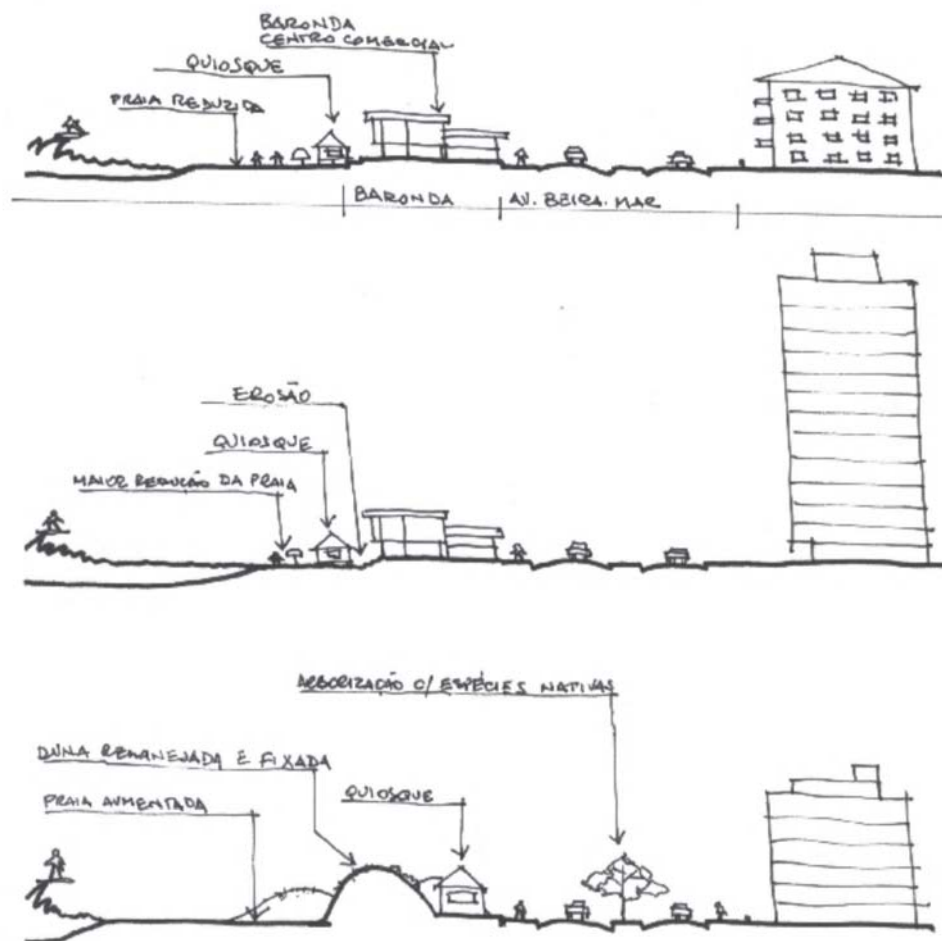 BARONDA
CENTRO COMERCIAL
QUIOSQUE
PRAIA REDUZIDA
BARONDA
AV. BEIRA-MAR
EROSÃO
QUIOSQUE
MAIOR REDUÇÃO DA PRAIA
ARBORIZAÇÃO C/ ESPÉCIES NATIVAS
DUNA REMANEJADA E FIXADA
QUIOSQUE
PRAIA AUMENTADA